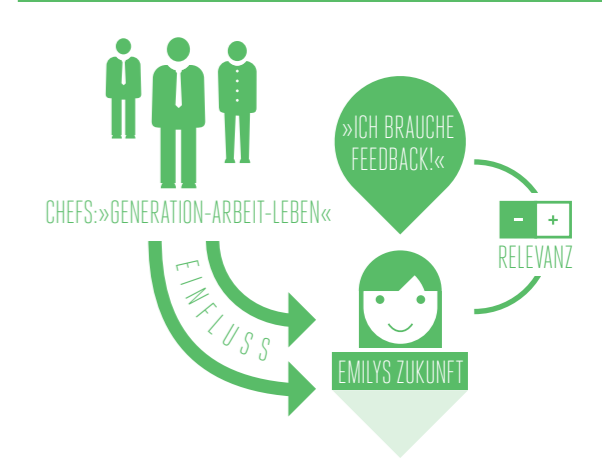 »ICH BRAUCHE
FEEDBACK!«
CHEFS:»GENERATION-ARBEIT-LEBEN«
- +
RELEVANZ
EINFLUSS
EMILYS ZUKUNFT